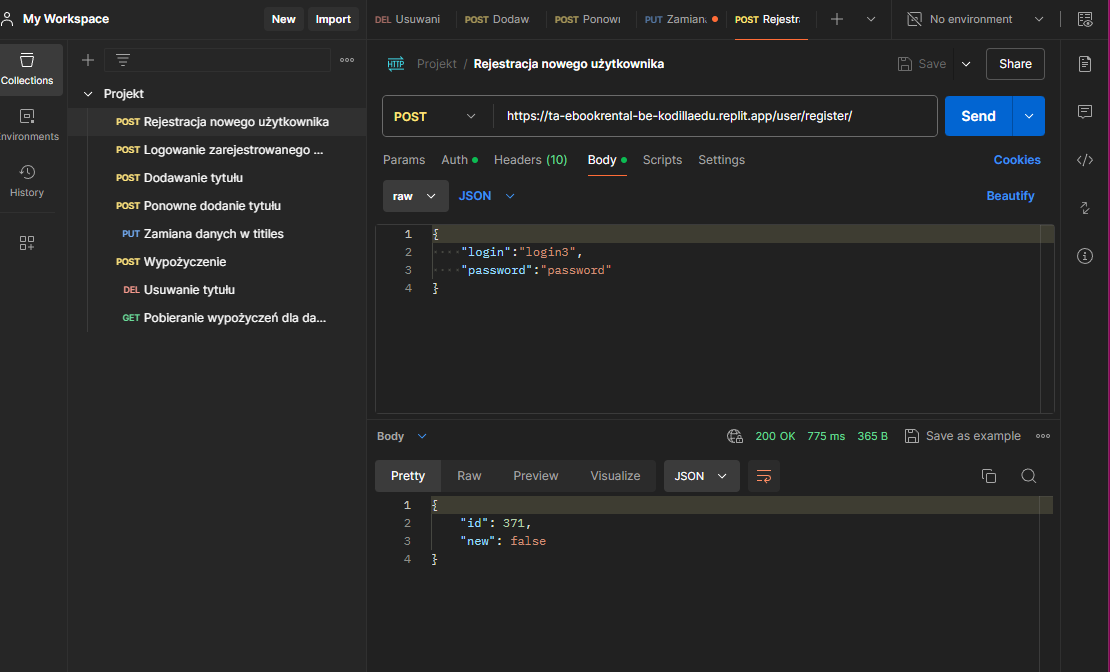 My Workspace
New
Import
DEL Usuwani
POST Dodaw
POST Ponowi
PUT Zamian
POST Rejestra
No environment
Collections
Environments
History
Projekt
POST Rejestracja nowego użytkownika
POST Logowanie zarejestrowanego ...
POST Dodawanie tytułu
POST Ponowne dodanie tytułu
PUT Zamiana danych w titiles
POST Wypożyczenie
DEL Usuwanie tytułu
GET Pobieranie wypożyczeń dla da...
HTTP
Projekt / Rejestracja nowego użytkownika
Save
Share
POST
https://ta-ebookrental-be-kodillaedu.replit.app/user/register/
Send
Params
Auth
Headers (10)
Body
Scripts
Settings
Cookies
raw
JSON
Beautify
1 {
2 "login":"login3",
3 "password":"password"
4 }
Body
200 OK
775 ms
365 B
Save as example
Pretty
Raw
Preview
Visualize
JSON
1 {
2 "id": 371,
3 "new": false
4 }